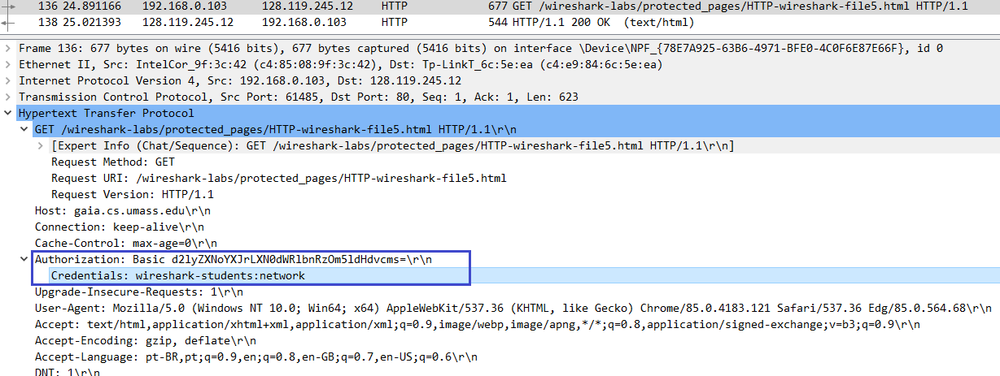 136 24.891166 192.168.0.103 128.119.245.12 HTTP 677 GET /wireshark-labs/protected_pages/HTTP-wireshark-file5.html HTTP/1.1
138 25.021393 192.168.0.103 128.119.245.12 HTTP 544 HTTP/1.1 200 OK (text/html)
Frame 136: 677 bytes on wire (5416 bits), 677 bytes captured (5416 bits) on interface \Device\NPF_{78E7A925-63B6-4971-BFE0-4C0F6E87E66F}, id 0
Ethernet II, Src: IntelCor_9f:3c:42 (c4:85:08:9f:3c:42), Dst: Tp-LinkT_6c:5e:ea (c4:e9:84:6c:5e:ea)
Internet Protocol Version 4, Src: 192.168.0.103, Dst: 128.119.245.12
Transmission Control Protocol, Src Port: 61485, Dst Port: 80, Seq: 1, Ack: 1, Len: 623
Hypertext Transfer Protocol
GET /wireshark-labs/protected_pages/HTTP-wireshark-file5.html HTTP/1.1\r\n
[Expert Info (Chat/Sequence): GET /wireshark-labs/protected_pages/HTTP-wireshark-file5.html HTTP/1.1\r\n]
Request Method: GET
Request URI: /wireshark-labs/protected_pages/HTTP-wireshark-file5.html
Request Version: HTTP/1.1
Host: gaia.cs.umass.edu\r\n
Connection: keep-alive\r\n
Cache-Control: max-age=0\r\n
Authorization: Basic d2lyZXNoYXJrLXN0dWRlbnRzOm5ldHdvcms=\r\n
Credentials: wireshark-students:network
Upgrade-Insecure-Requests: 1\r\n
User-Agent: Mozilla/5.0 (Windows NT 10.0; Win64; x64) AppleWebKit/537.36 (KHTML, like Gecko) Chrome/85.0.4183.121 Safari/537.36 Edg/85.0.564.68\r\n
Accept: text/html,application/xhtml+xml,application/xml;q=0.9,image/webp,image/apng,*/*;q=0.8,application/signed-exchange;v=b3;q=0.9\r\n
Accept-Encoding: gzip, deflate\r\n
Accept-Language: pt-BR,pt;q=0.9,en;q=0.8,en-GB;q=0.7,en-US;q=0.6\r\n
DNT: 1\r\n